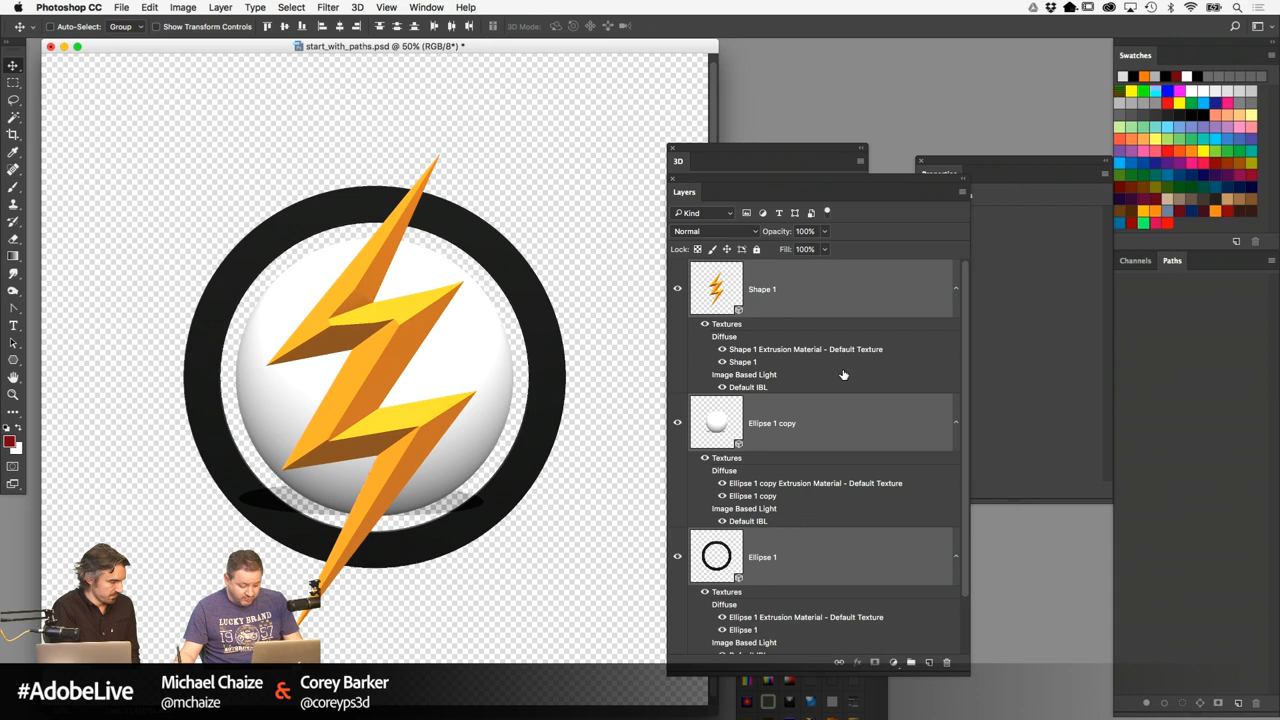 Photoshop CC File Edit Image Layer Type Select Filter 3D View Window Help
Auto-Select: Group Show Transform Controls 3D Mode:
start_with_paths.psd @ 50% (RGB/8*) *
Swatches
3D
Properties
Layers
Kind
Normal Opacity: 100%
Lock: Fill: 100%
Channels Paths
Shape 1
Textures
Diffuse
Shape 1 Extrusion Material - Default Texture
Shape 1
Image Based Light
Default IBL
Ellipse 1 copy
Textures
Diffuse
Ellipse 1 copy Extrusion Material - Default Texture
Ellipse 1 copy
Image Based Light
Default IBL
Ellipse 1
Textures
Diffuse
Ellipse 1 Extrusion Material - Default Texture
Ellipse 1
Image Based Light
LUCKY BRAND
#AdobeLive
Michael Chaize & Corey Barker
@mchaize @coreyps3d